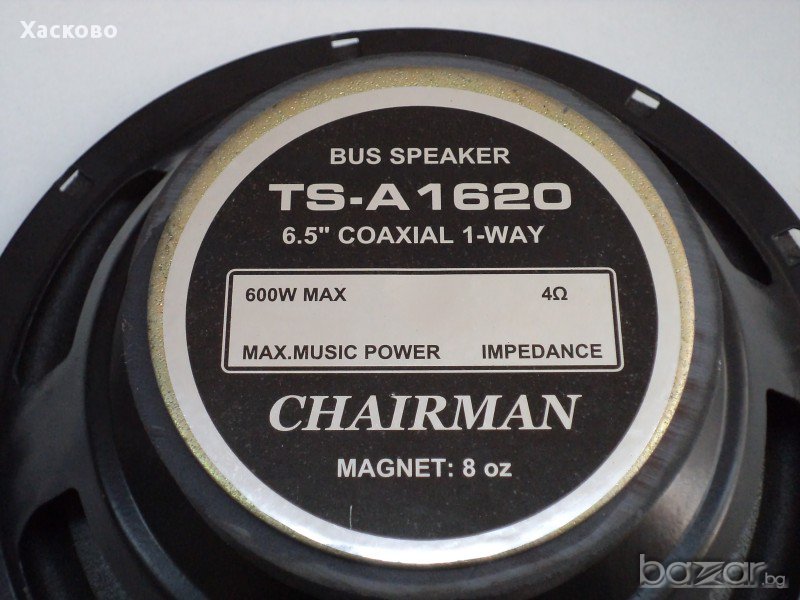 Хасково
BUS SPEAKER
TS-A1620
6.5" COAXIAL 1-WAY
600W MAX 4Ω
MAX.MUSIC POWER IMPEDANCE
CHAIRMAN
MAGNET: 8 oz
bazar.bg